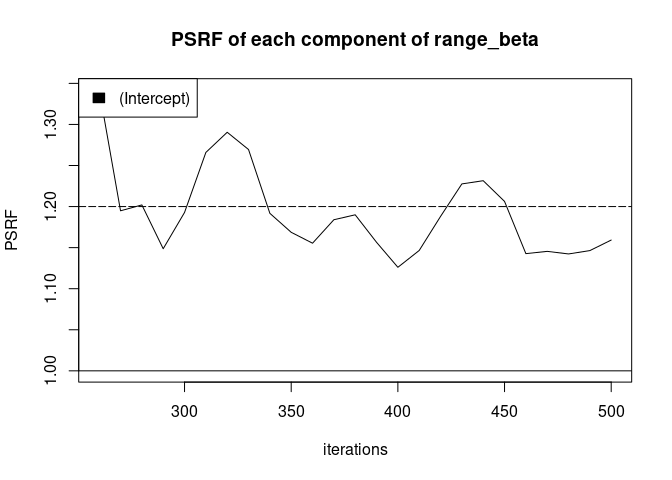 PSRF of each component of range_beta
(Intercept)
PSRF
1.30
1.20
1.10
1.00
300 350 400 450 500
iterations